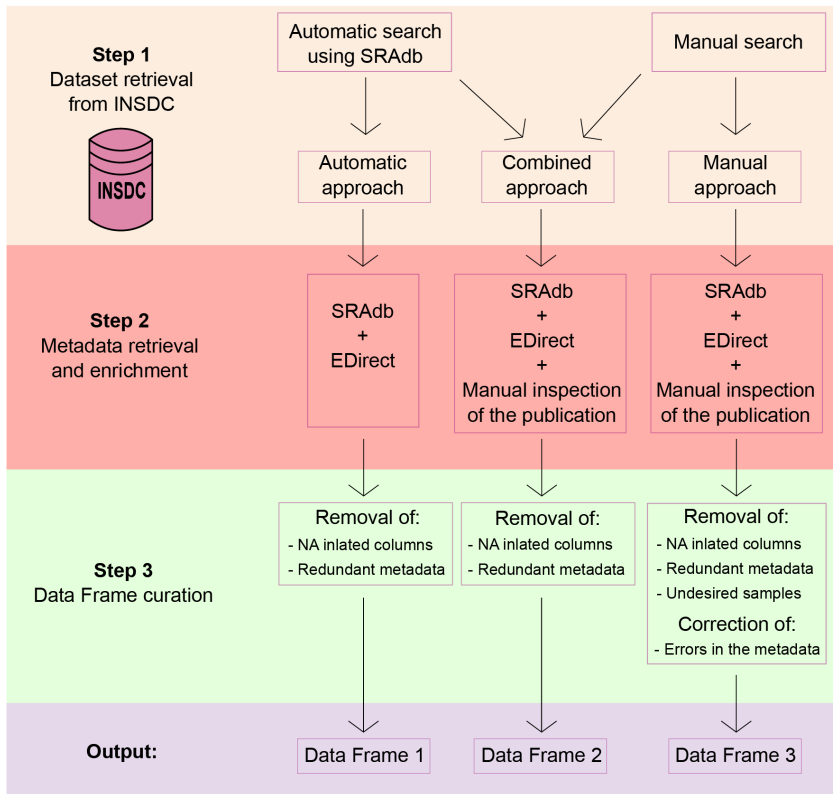 Step 1
Dataset retrieval
from INSDC
INSDC
Automatic search
using SRAdb
Manual search
Automatic
approach
Combined
approach
Manual
approach
Step 2
Metadata retrieval
and enrichment
SRAdb
+
EDirect
SRAdb
+
EDirect
+
Manual inspection
of the publication
SRAdb
+
EDirect
+
Manual inspection
of the publication
Step 3
Data Frame curation
Removal of:
- NA inlated columns
- Redundant metadata
Removal of:
- NA inlated columns
- Redundant metadata
Removal of:
- NA inlated columns
- Redundant metadata
- Undesired samples
Correction of:
- Errors in the metadata
Output:
Data Frame 1
Data Frame 2
Data Frame 3